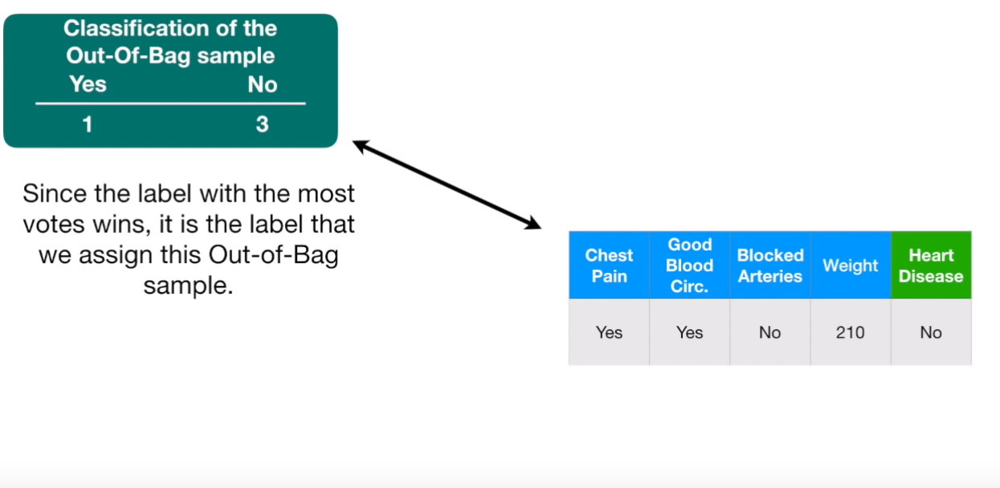 Classification of the
Out-Of-Bag sample
Yes No
1 3
Since the label with the most
votes wins, it is the label that
we assign this Out-of-Bag
sample.
Chest Pain Good Blood Circ. Blocked Arteries Weight Heart Disease
Yes Yes No 210 No